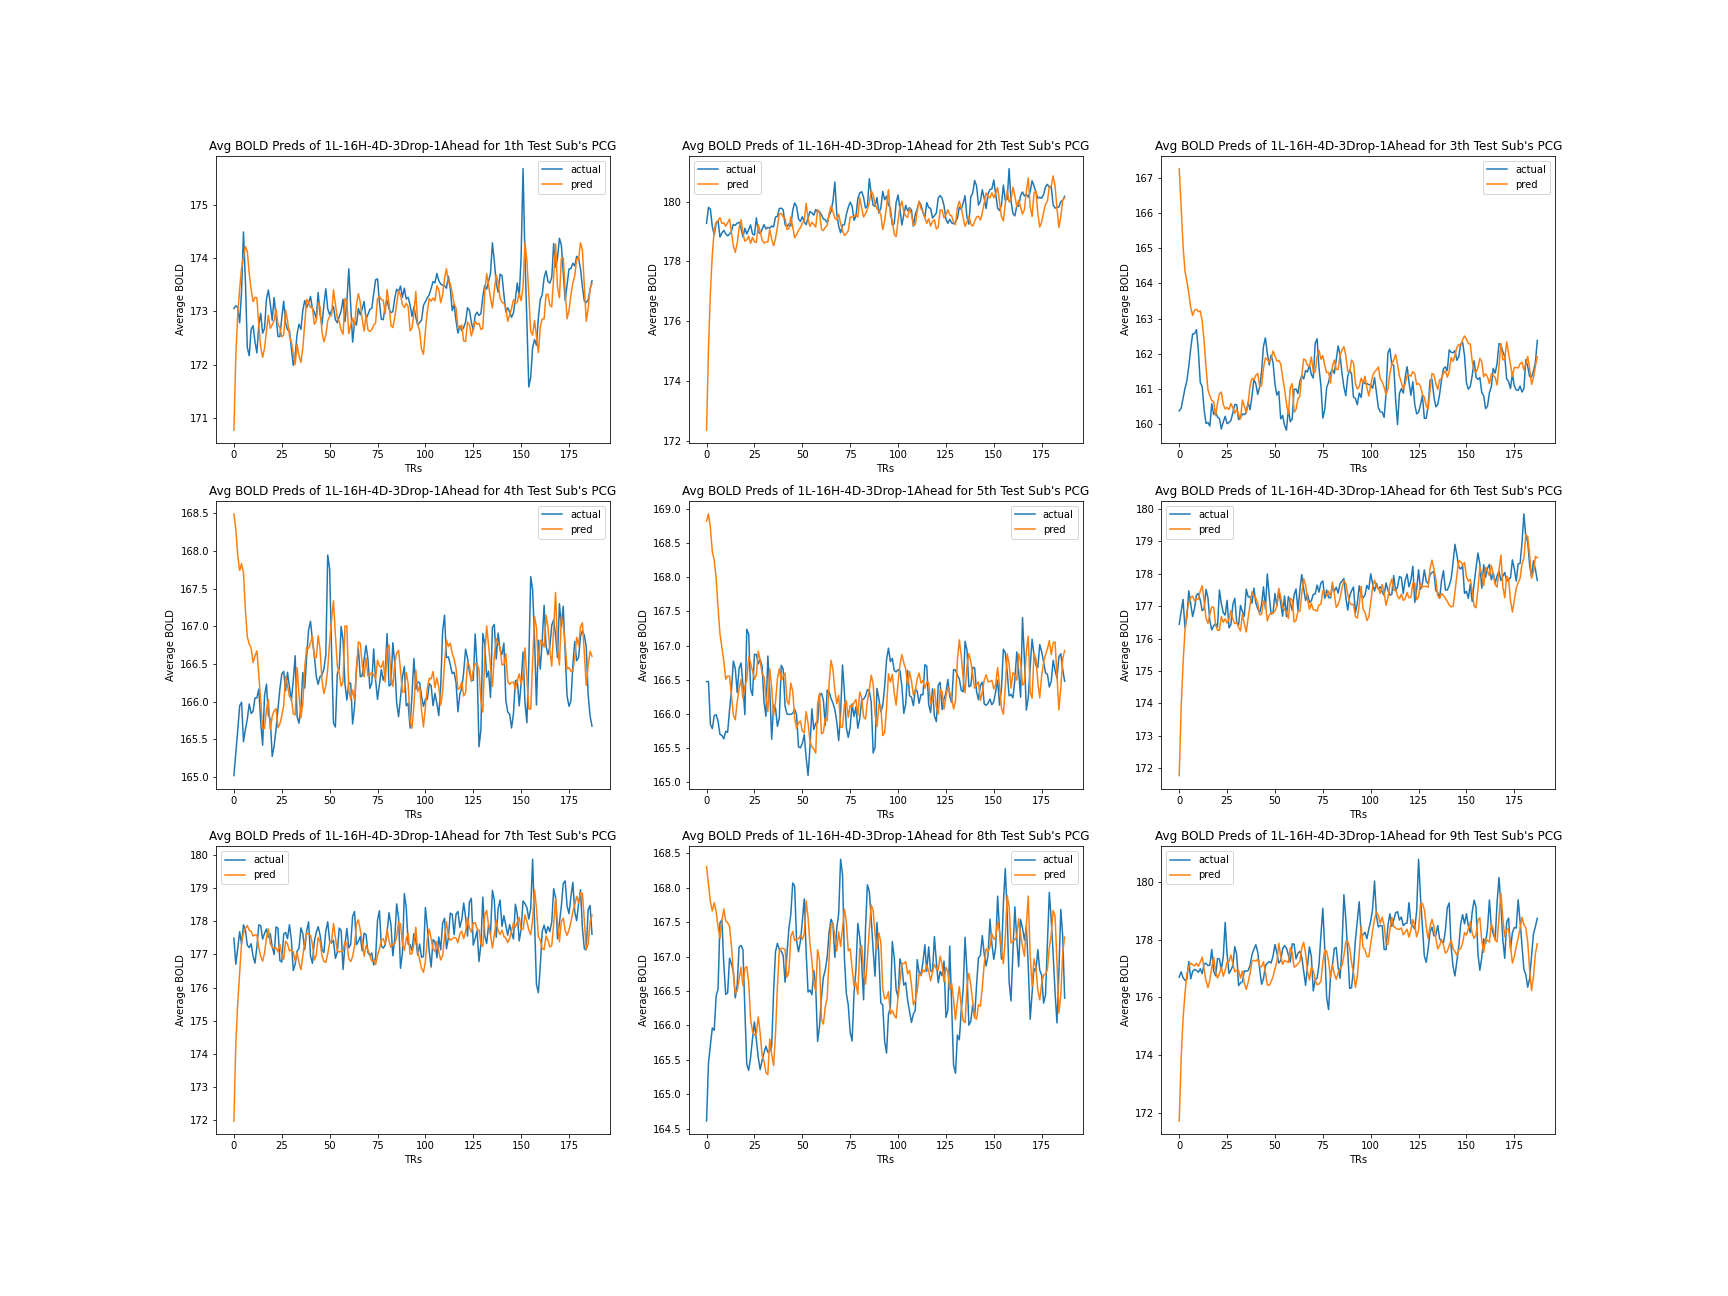 Avg BOLD Preds of 1L-16H-4D-3Drop-1Ahead for 1th Test Sub's PCG
actual
pred
175
174
173
172
171
Average BOLD
0 25 50 75 100 125 150 175
TRs
Avg BOLD Preds of 1L-16H-4D-3Drop-1Ahead for 2th Test Sub's PCG
actual
pred
180
178
176
174
172
Average BOLD
0 25 50 75 100 125 150 175
TRs
Avg BOLD Preds of 1L-16H-4D-3Drop-1Ahead for 3th Test Sub's PCG
actual
pred
167
166
165
164
163
162
161
160
Average BOLD
0 25 50 75 100 125 150 175
TRs
Avg BOLD Preds of 1L-16H-4D-3Drop-1Ahead for 4th Test Sub's PCG
actual
pred
168.5
168.0
167.5
167.0
166.5
166.0
165.5
165.0
Average BOLD
0 25 50 75 100 125 150 175
TRs
Avg BOLD Preds of 1L-16H-4D-3Drop-1Ahead for 5th Test Sub's PCG
actual
pred
169.0
168.5
168.0
167.5
167.0
166.5
166.0
165.5
165.0
Average BOLD
0 25 50 75 100 125 150 175
TRs
Avg BOLD Preds of 1L-16H-4D-3Drop-1Ahead for 6th Test Sub's PCG
actual
pred
180
179
178
177
176
175
174
173
172
Average BOLD
0 25 50 75 100 125 150 175
TRs
Avg BOLD Preds of 1L-16H-4D-3Drop-1Ahead for 7th Test Sub's PCG
actual
pred
180
179
178
177
176
175
174
173
172
Average BOLD
0 25 50 75 100 125 150 175
TRs
Avg BOLD Preds of 1L-16H-4D-3Drop-1Ahead for 8th Test Sub's PCG
actual
pred
168.5
168.0
167.5
167.0
166.5
166.0
165.5
165.0
164.5
Average BOLD
0 25 50 75 100 125 150 175
TRs
Avg BOLD Preds of 1L-16H-4D-3Drop-1Ahead for 9th Test Sub's PCG
actual
pred
180
178
176
174
172
Average BOLD
0 25 50 75 100 125 150 175
TRs